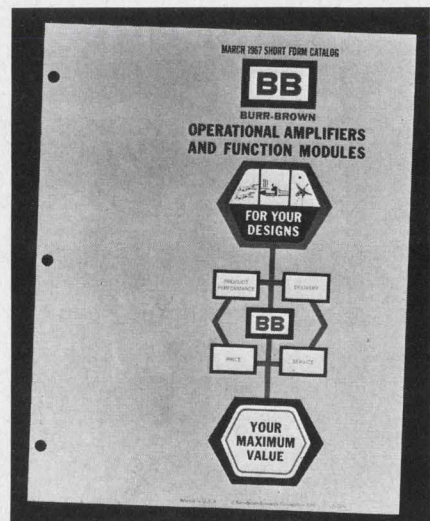 MARCH 1967 SHORT FORM CATALOG
BB
BURR-BROWN
OPERATIONAL AMPLIFIERS
AND FUNCTION MODULES
FOR YOUR
DESIGNS
PRODUCT
PERFORMANCE
DELIVERY
BB
PRICE
SERVICE
YOUR
MAXIMUM
VALUE